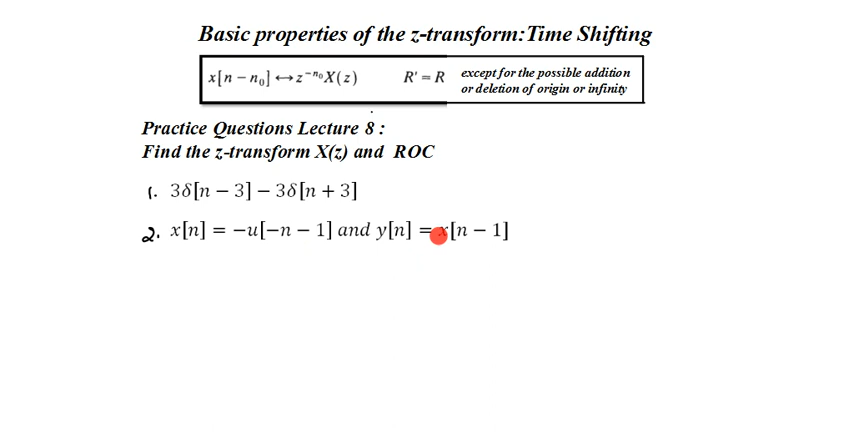 Basic properties of the z-transform: Time Shifting
x[n − n₀] ↔ z^{−n₀}X(z) R' = R except for the possible addition
or deletion of origin or infinity
Practice Questions Lecture 8 :
Find the z-transform X(z) and ROC
1. 3δ[n − 3] − 3δ[n + 3]
2. x[n] = −u[−n − 1] and y[n] = x[n − 1]